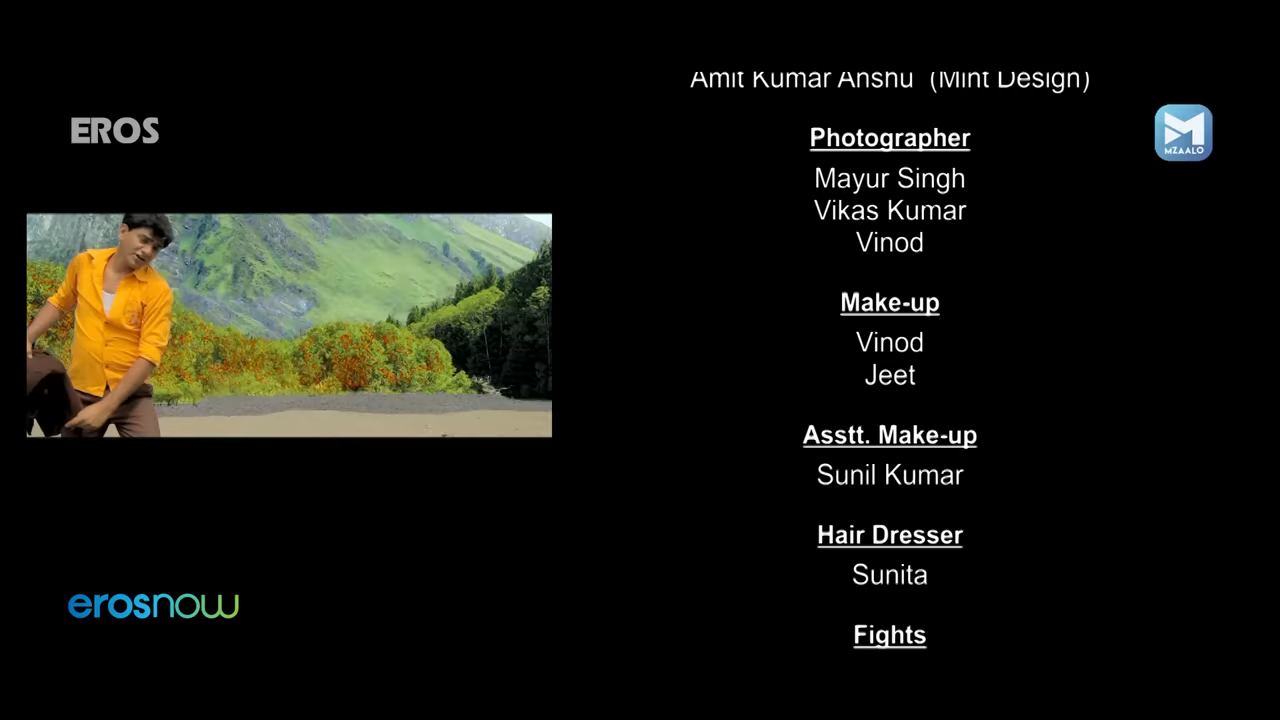 Amit Kumar Anshu (Mint Design)
EROS
MZAALO
Photographer
Mayur Singh
Vikas Kumar
Vinod
Make-up
Vinod
Jeet
Asstt. Make-up
Sunil Kumar
Hair Dresser
Sunita
erosnow
Fights